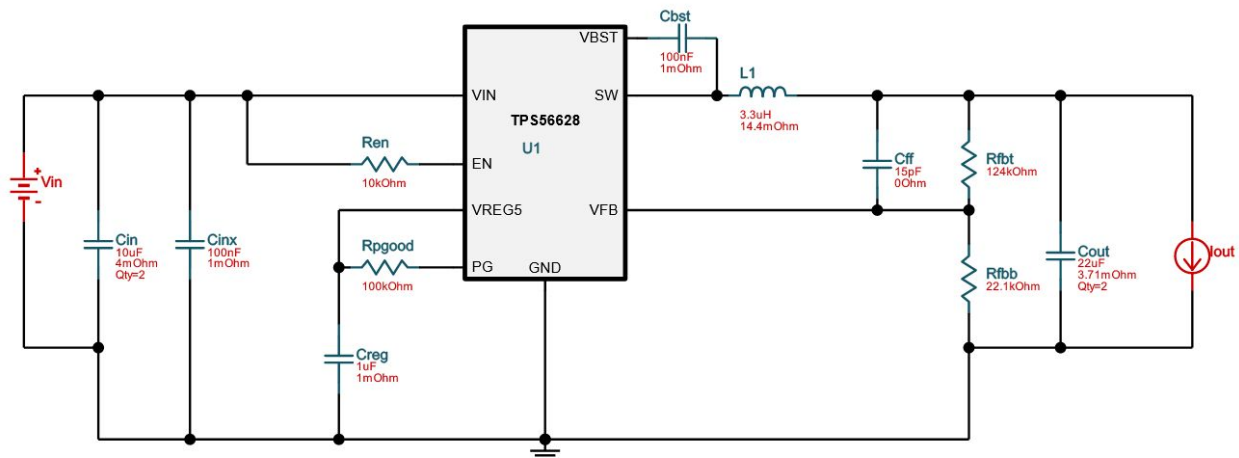 Cbst
100nF
1mOhm
VBST
VIN
SW
TPS56628
U1
EN
VREG5
VFB
PG
GND
L1
3.3uH
14.4mOhm
Ren
10kOhm
Rpgood
100kOhm
+
Vin
-
Cin
10uF
4mOhm
Qty=2
Cinx
100nF
1mOhm
Creg
1uF
1mOhm
Cff
15pF
0Ohm
Rfbt
124kOhm
Rfbb
22.1kOhm
Cout
22uF
3.71mOhm
Qty=2
Iout